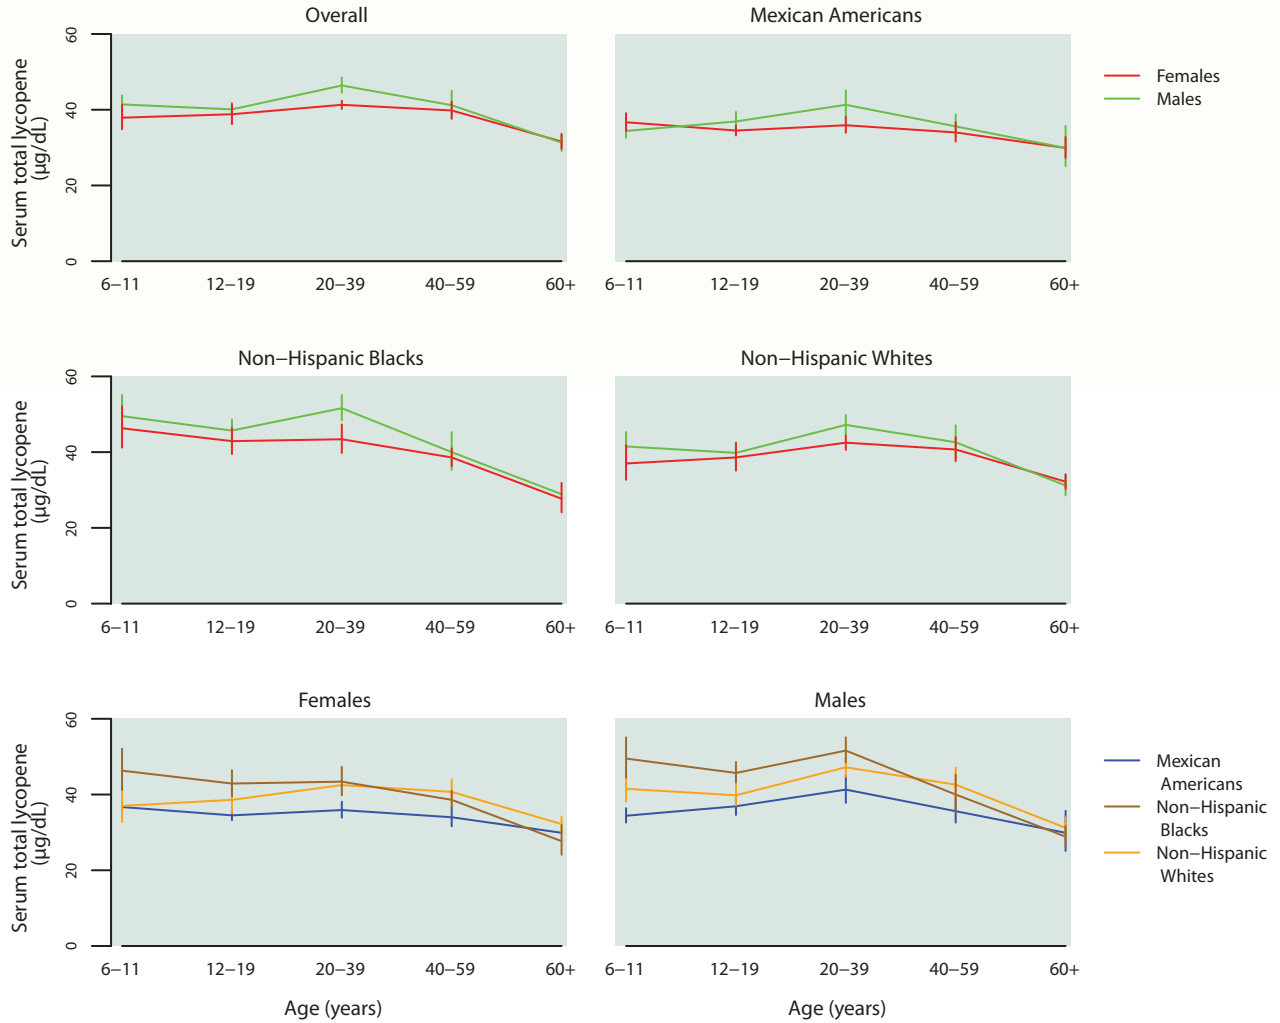 Overall
Mexican Americans
Serum total lycopene
(μg/dL)
60
40
20
0
6−11
12−19
20−39
40−59
60+
6−11
12−19
20−39
40−59
60+
Females
Males
Non−Hispanic Blacks
Non−Hispanic Whites
Serum total lycopene
(μg/dL)
60
40
20
0
6−11
12−19
20−39
40−59
60+
6−11
12−19
20−39
40−59
60+
Females
Males
Serum total lycopene
(μg/dL)
60
40
20
0
6−11
12−19
20−39
40−59
60+
6−11
12−19
20−39
40−59
60+
Age (years)
Age (years)
Mexican
Americans
Non−Hispanic
Blacks
Non−Hispanic
Whites